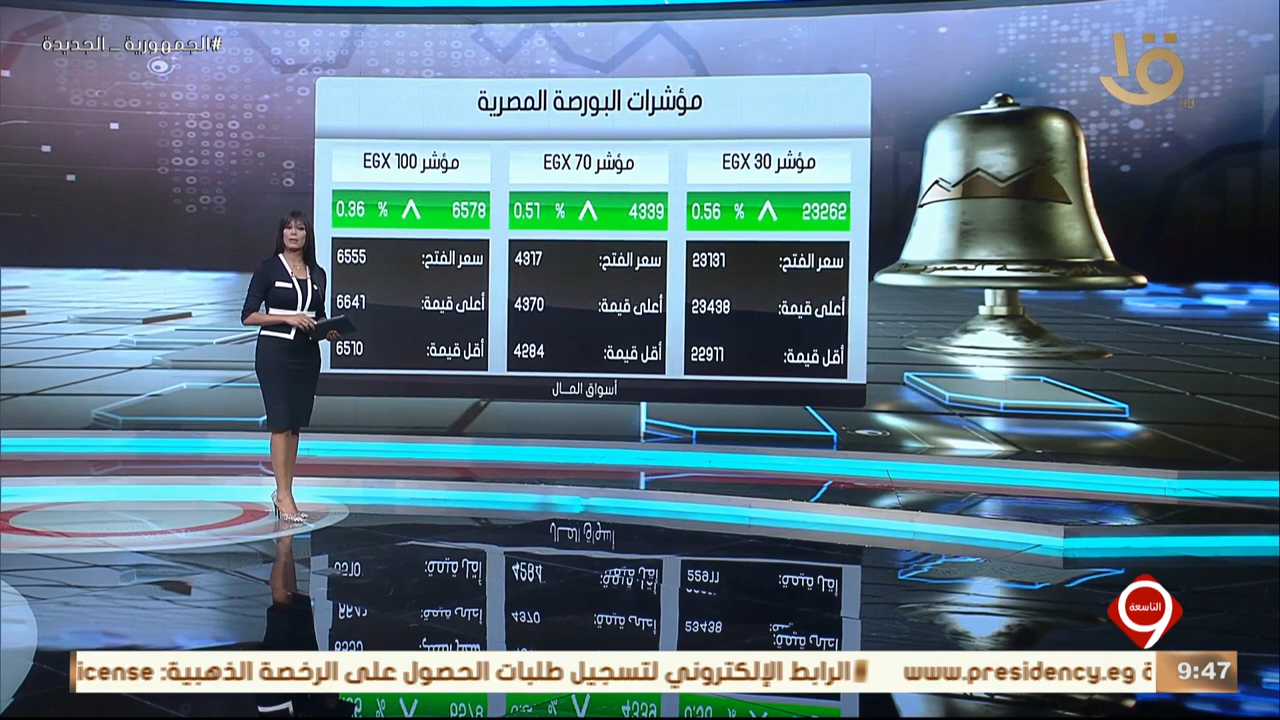 #الجمهورية_الجديدة
HD
مؤشرات البورصة المصرية
مؤشر EGX 30
23262 % 0.56
سعر الفتح: 23131
أعلى قيمة: 23438
أقل قيمة: 22911
مؤشر EGX 70
4339 % 0.51
سعر الفتح: 4317
أعلى قيمة: 4370
أقل قيمة: 4284
مؤشر EGX 100
6578 % 0.36
سعر الفتح: 6555
أعلى قيمة: 6641
أقل قيمة: 6510
أسواق المـال
التاسعة
9
9:47
www.presidency.eg الرابط الإلكتروني لتسجيل طلبات الحصول على الرخصة الذهبية: icense